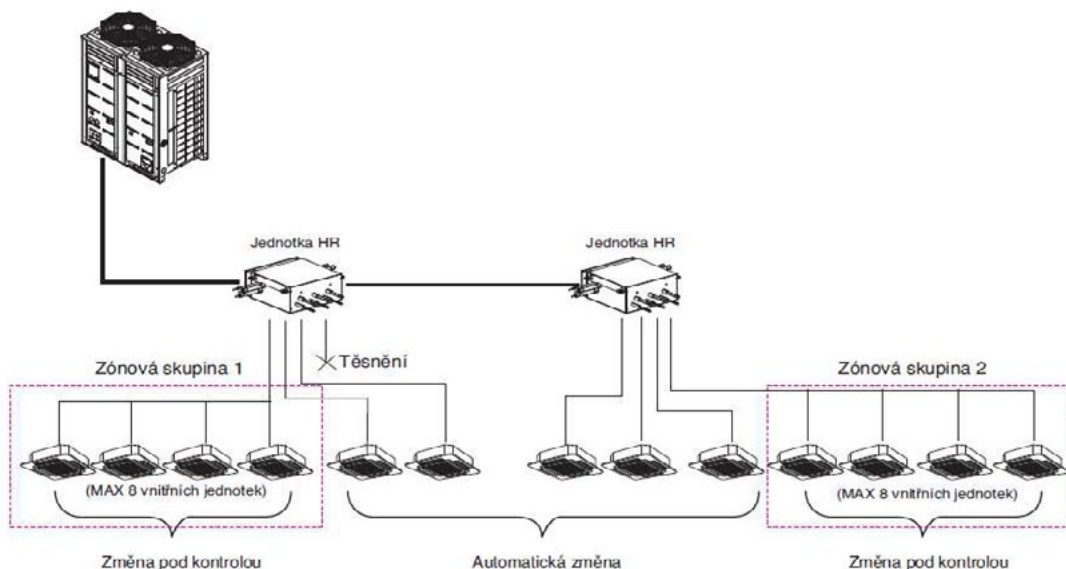 Jednotka HR
Jednotka HR
Těsnění
Zónová skupina 1
Zónová skupina 2
(MAX 8 vnitřních jednotek)
(MAX 8 vnitřních jednotek)
Změna pod kontrolou
Automatická změna
Změna pod kontrolou